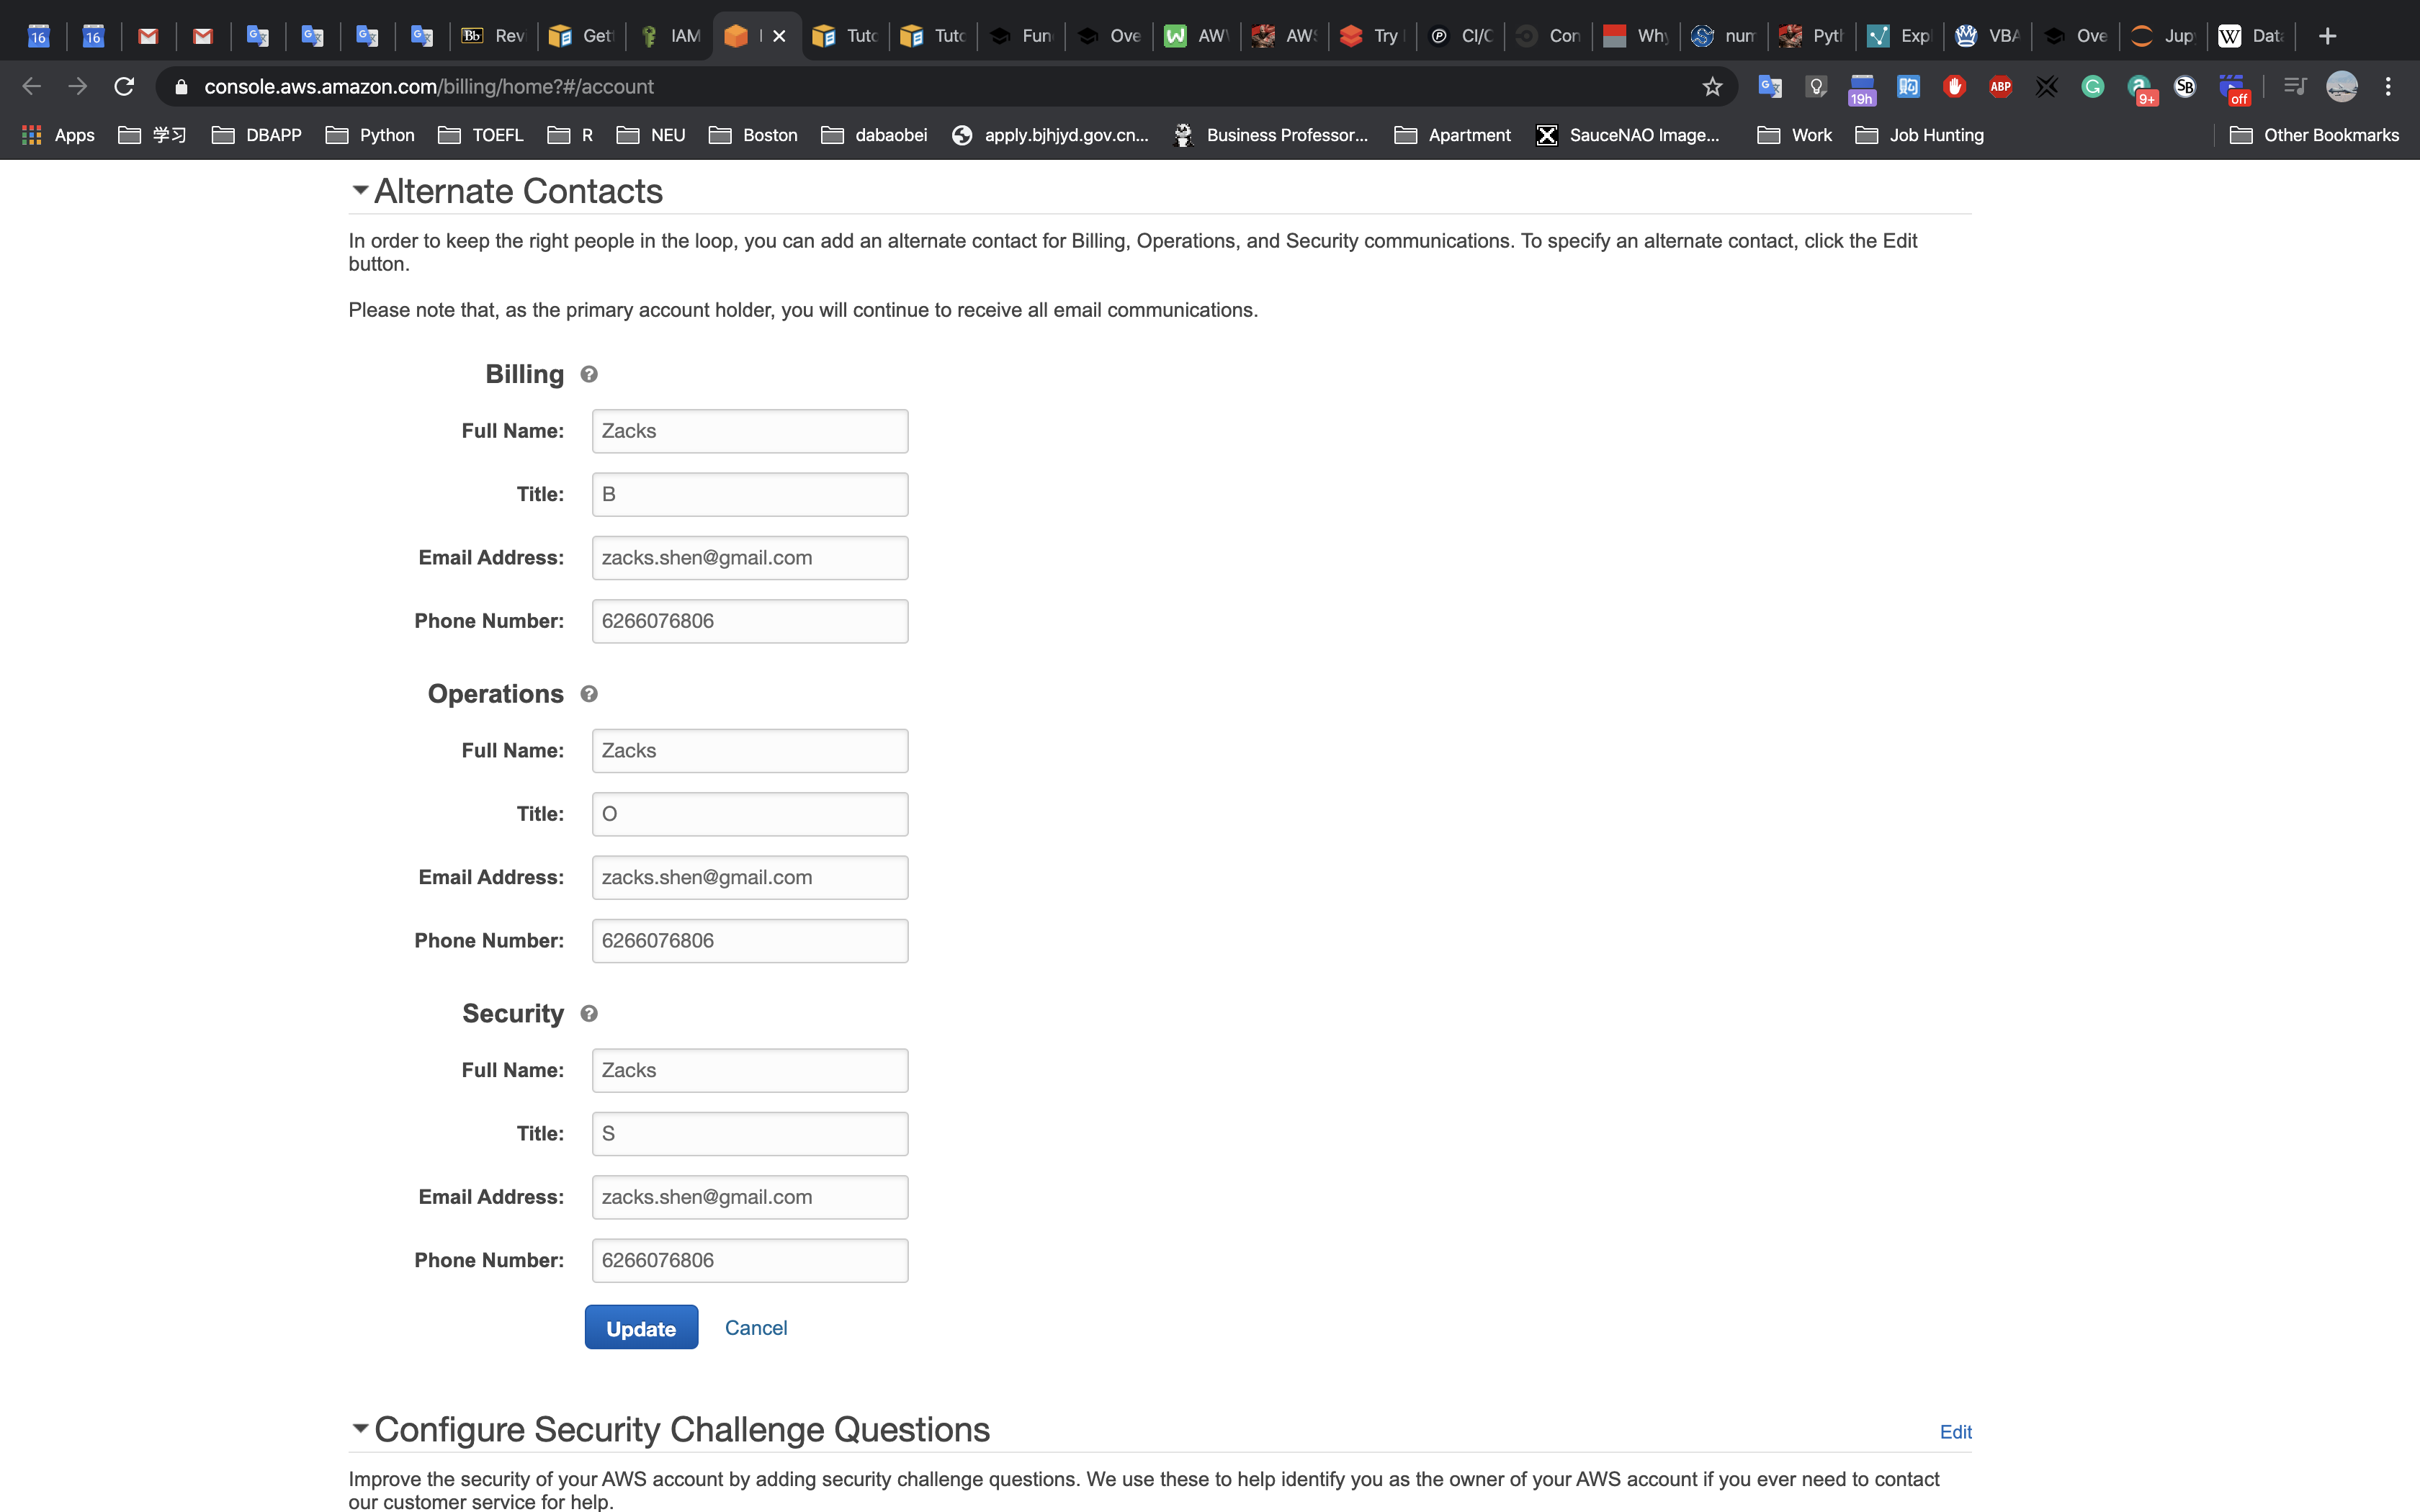 16 16 Bb Rev Get IAM Tuto Tuto Fun Ove AW AWS Try CI/C Con Why num Pyth Exp VBA Ove Jup W Data
console.aws.amazon.com/billing/home?#/account 19h 购 ABP 9+ SB off
Apps 学习 DBAPP Python TOEFL R NEU Boston dabaobei apply.bjhjyd.gov.cn... Business Professor... Apartment SauceNAO Image... Work Job Hunting Other Bookmarks
Alternate Contacts
In order to keep the right people in the loop, you can add an alternate contact for Billing, Operations, and Security communications. To specify an alternate contact, click the Edit
button.
Please note that, as the primary account holder, you will continue to receive all email communications.
Billing ?
Full Name: Zacks
Title: B
Email Address: zacks.shen@gmail.com
Phone Number: 6266076806
Operations ?
Full Name: Zacks
Title: O
Email Address: zacks.shen@gmail.com
Phone Number: 6266076806
Security ?
Full Name: Zacks
Title: S
Email Address: zacks.shen@gmail.com
Phone Number: 6266076806
Update Cancel
Configure Security Challenge Questions Edit
Improve the security of your AWS account by adding security challenge questions. We use these to help identify you as the owner of your AWS account if you ever need to contact
our customer service for help.